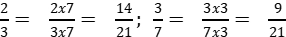 2/3 = 2x7/3x7 = 14/21; 3/7 = 3x3/7x3 = 9/21